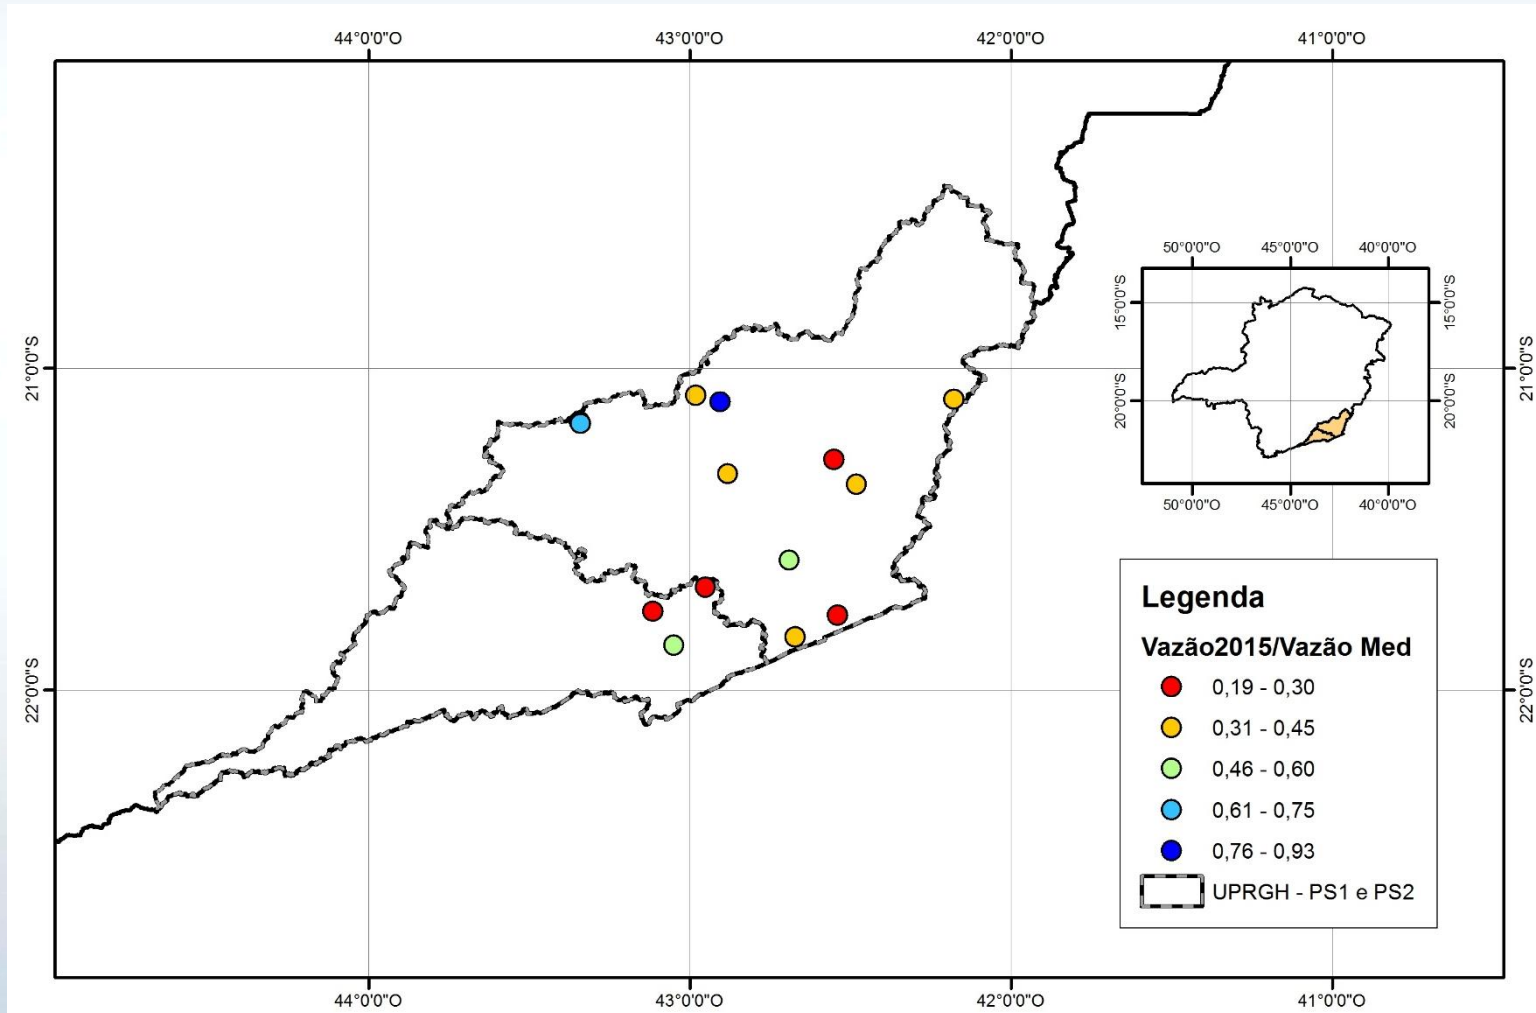 44°0'0"O 43°0'0"O 42°0'0"O 41°0'0"O
50°0'0"O 45°0'0"O 40°0'0"O
15°0'0"S 15°0'0"S
21°0'0"S 21°0'0"S
20°0'0"S 20°0'0"S
50°0'0"O 45°0'0"O 40°0'0"O
Legenda
Vazão2015/Vazão Med
0,19 - 0,30
0,31 - 0,45
0,46 - 0,60
22°0'0"S 22°0'0"S
0,61 - 0,75
0,76 - 0,93
UPRGH - PS1 e PS2
44°0'0"O 43°0'0"O 42°0'0"O 41°0'0"O